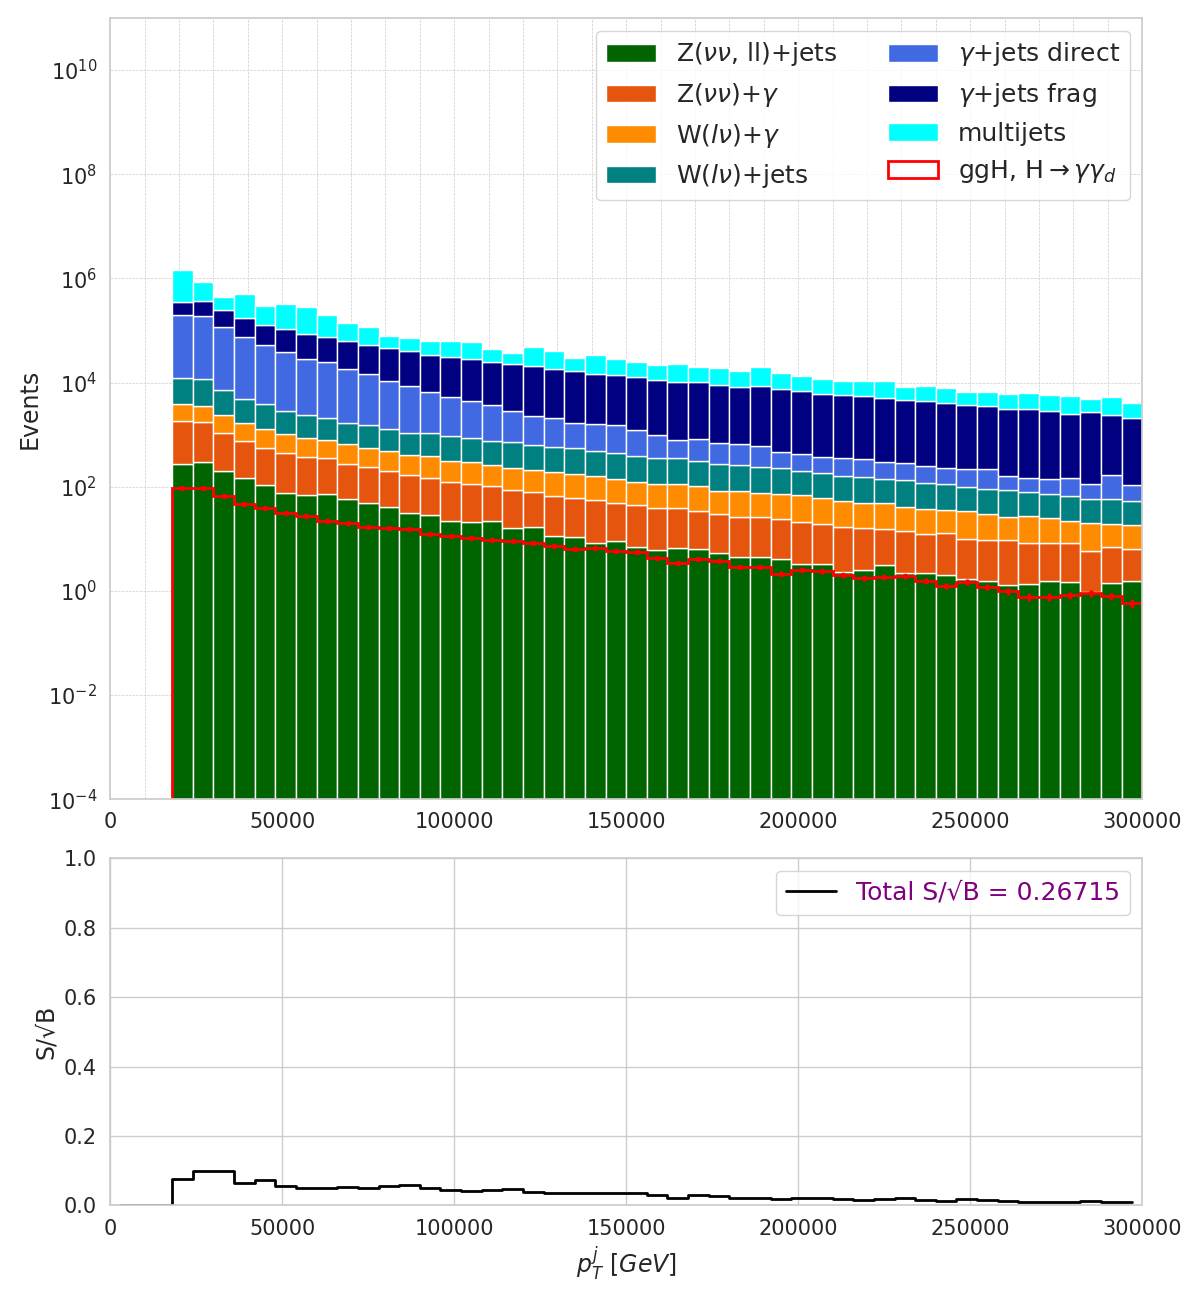 Z(νν, ll)+jets
Z(νν)+γ
W(lν)+γ
W(lν)+jets
γ+jets direct
γ+jets frag
multijets
ggH, H→γγ_d
Events
10^10
10^8
10^6
10^4
10^2
10^0
10^−2
10^−4
0 50000 100000 150000 200000 250000 300000
Total S/√B = 0.26715
S/√B
1.0
0.8
0.6
0.4
0.2
0.0
0 50000 100000 150000 200000 250000 300000
p_T^j [GeV]